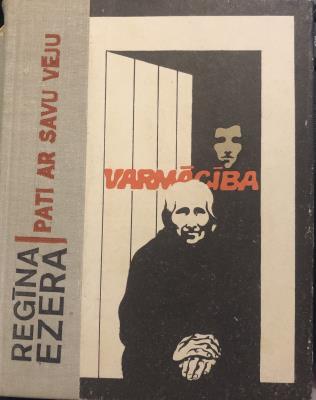 REGĪNA
EZERA
PATI AR SAVU VĒJU
VARMĀCĪBA